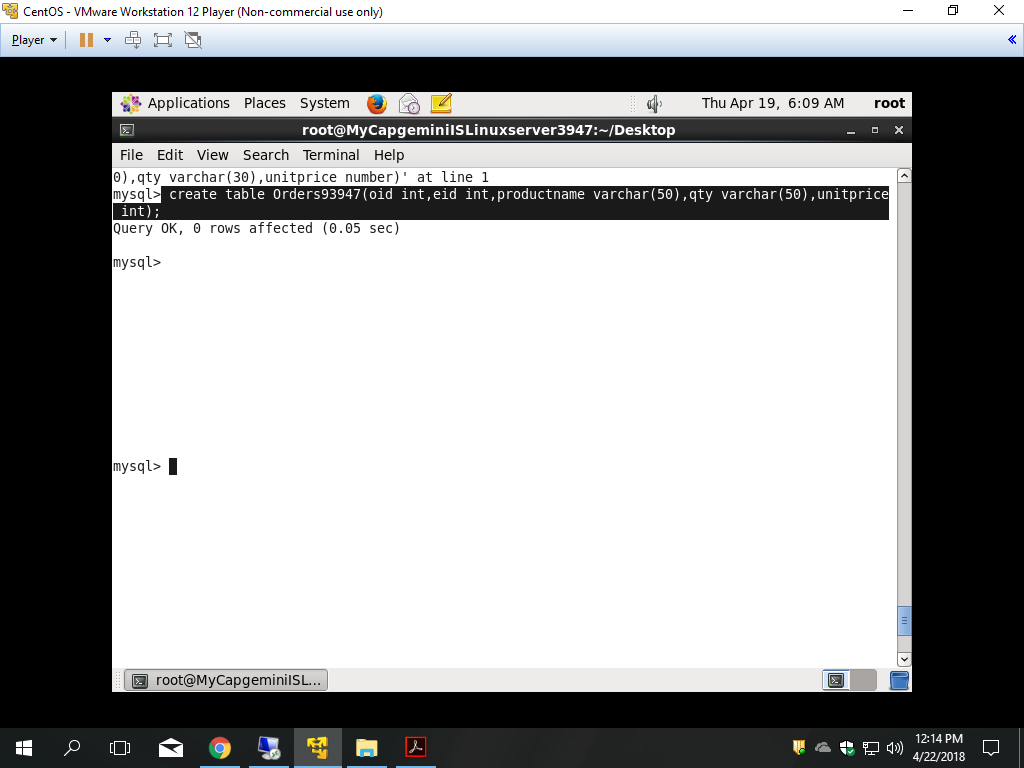 CentOS - VMware Workstation 12 Player (Non-commercial use only)
Player
Applications Places System Thu Apr 19, 6:09 AM root
root@MyCapgeminiISLinuxserver3947:~/Desktop
File Edit View Search Terminal Help
0),qty varchar(30),unitprice number)' at line 1
mysql> create table Orders93947(oid int,eid int,productname varchar(50),qty varchar(50),unitprice
int);
Query OK, 0 rows affected (0.05 sec)
mysql>
mysql>
root@MyCapgeminiISL...
12:14 PM
4/22/2018